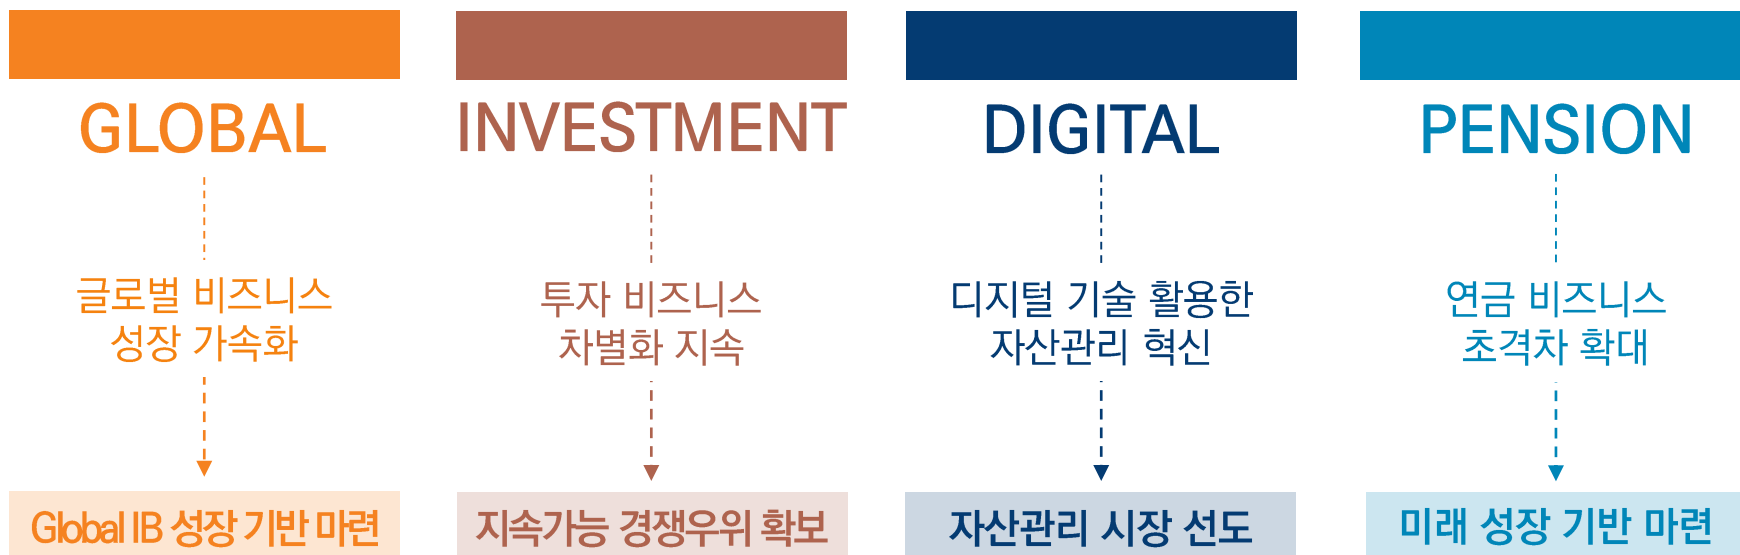 GLOBAL
글로벌 비즈니스
성장 가속화
Global IB 성장 기반 마련
INVESTMENT
투자 비즈니스
차별화 지속
지속가능 경쟁우위 확보
DIGITAL
디지털 기술 활용한
자산관리 혁신
자산관리 시장 선도
PENSION
연금 비즈니스
초격차 확대
미래 성장 기반 마련